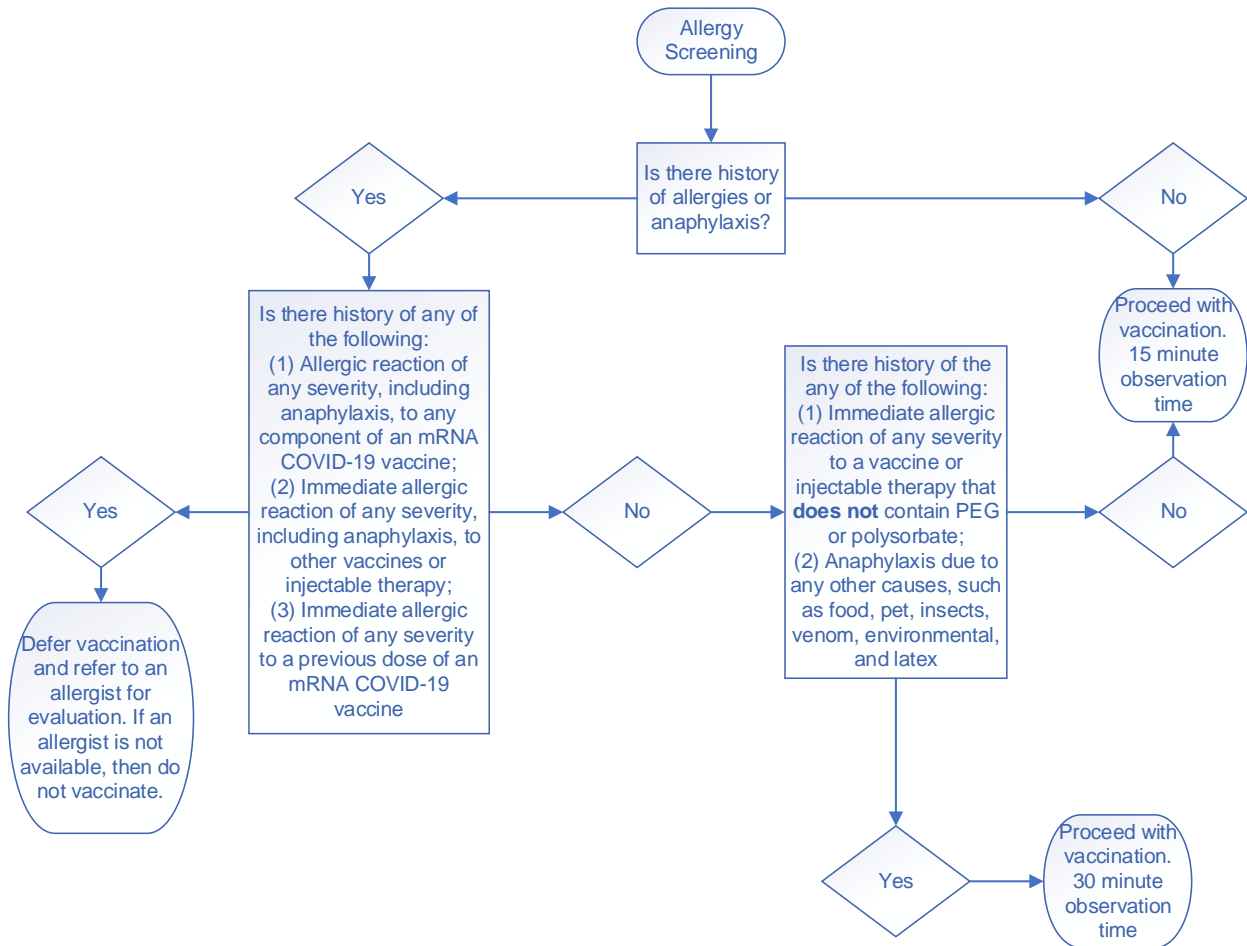 Allergy
Screening
Is there history
of allergies or
anaphylaxis?
Yes
No
Proceed with
vaccination.
15 minute
observation
time
Is there history of any of
the following:
(1) Allergic reaction of
any severity, including
anaphylaxis, to any
component of an mRNA
COVID-19 vaccine;
(2) Immediate allergic
reaction of any severity,
including anaphylaxis, to
other vaccines or
injectable therapy;
(3) Immediate allergic
reaction of any severity
to a previous dose of an
mRNA COVID-19
vaccine
Yes
Defer vaccination
and refer to an
allergist for
evaluation. If an
allergist is not
available, then do
not vaccinate.
No
Is there history of the
any of the following:
(1) Immediate allergic
reaction of any severity
to a vaccine or
injectable therapy that
does not contain PEG
or polysorbate;
(2) Anaphylaxis due to
any other causes, such
as food, pet, insects,
venom, environmental,
and latex
No
Yes
Proceed with
vaccination.
30 minute
observation
time